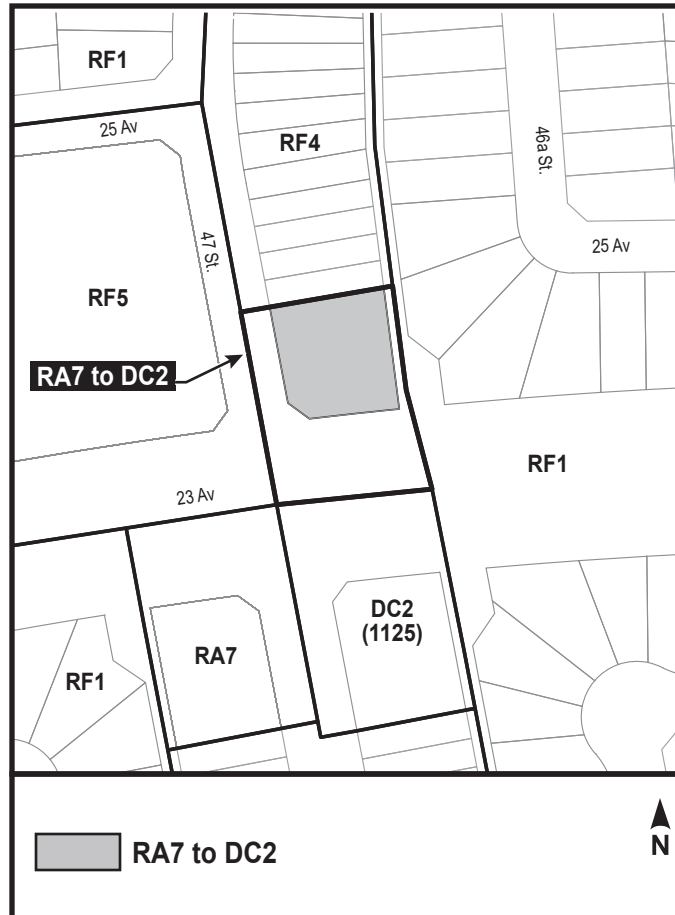 RF1
25 Av
RF4
46a St.
47 St.
25 Av
RF5
RA7 to DC2
RF1
23 Av
DC2
(1125)
RA7
RF1
RA7 to DC2
N